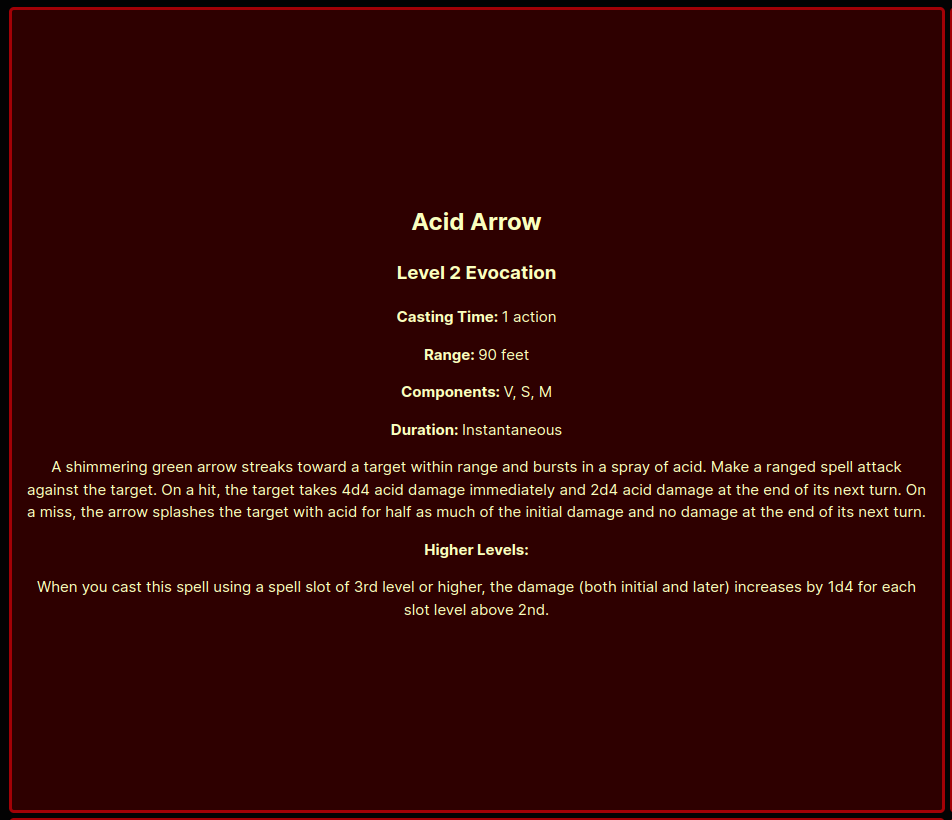 Acid Arrow
Level 2 Evocation
Casting Time: 1 action
Range: 90 feet
Components: V, S, M
Duration: Instantaneous
A shimmering green arrow streaks toward a target within range and bursts in a spray of acid. Make a ranged spell attack
against the target. On a hit, the target takes 4d4 acid damage immediately and 2d4 acid damage at the end of its next turn. On
a miss, the arrow splashes the target with acid for half as much of the initial damage and no damage at the end of its next turn.
Higher Levels:
When you cast this spell using a spell slot of 3rd level or higher, the damage (both initial and later) increases by 1d4 for each
slot level above 2nd.